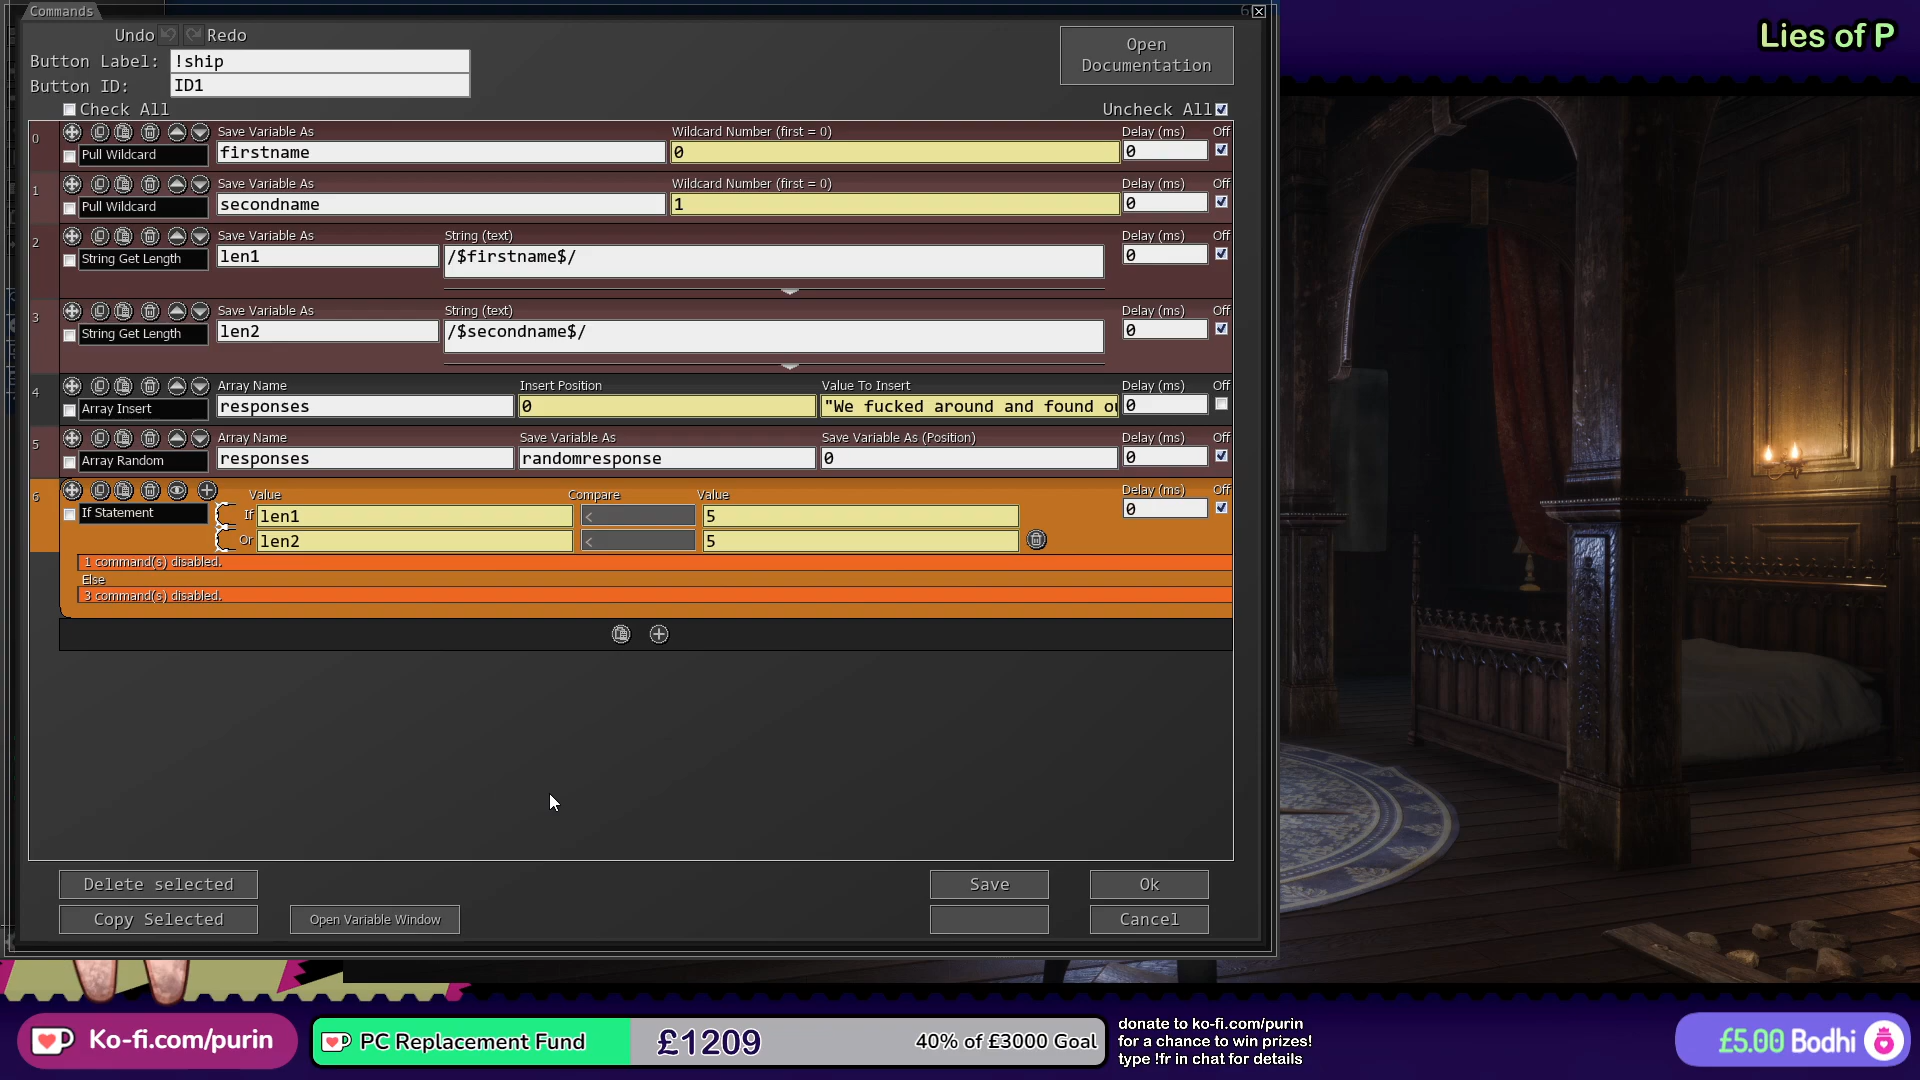 Commands
Undo Redo
Button Label: !ship
Button ID: ID1
Open
Documentation
Check All
Uncheck All
0 Save Variable As Wildcard Number (first = 0) Delay (ms) Off
Pull Wildcard firstname 0 0
1 Save Variable As Wildcard Number (first = 0) Delay (ms) Off
Pull Wildcard secondname 1 0
2 Save Variable As String (text) Delay (ms) Off
String Get Length len1 /$firstname$/ 0
3 Save Variable As String (text) Delay (ms) Off
String Get Length len2 /$secondname$/ 0
4 Array Name Insert Position Value To Insert Delay (ms) Off
Array Insert responses 0 "We fucked around and found 0
5 Array Name Save Variable As Save Variable As (Position) Delay (ms) Off
Array Random responses randomresponse 0 0
6 Value Compare Value Delay (ms) Off
If Statement If len1 < 5 0
Or len2 < 5
1 command(s) disabled.
Else
3 command(s) disabled.
Delete selected
Copy Selected
Open Variable Window
Save
Ok
Cancel
Lies of P
Ko-fi.com/purin
PC Replacement Fund £1209 40% of £3000 Goal
donate to ko-fi.com/purin
for a chance to win prizes!
type !fr in chat for details
£5.00 Bodhi